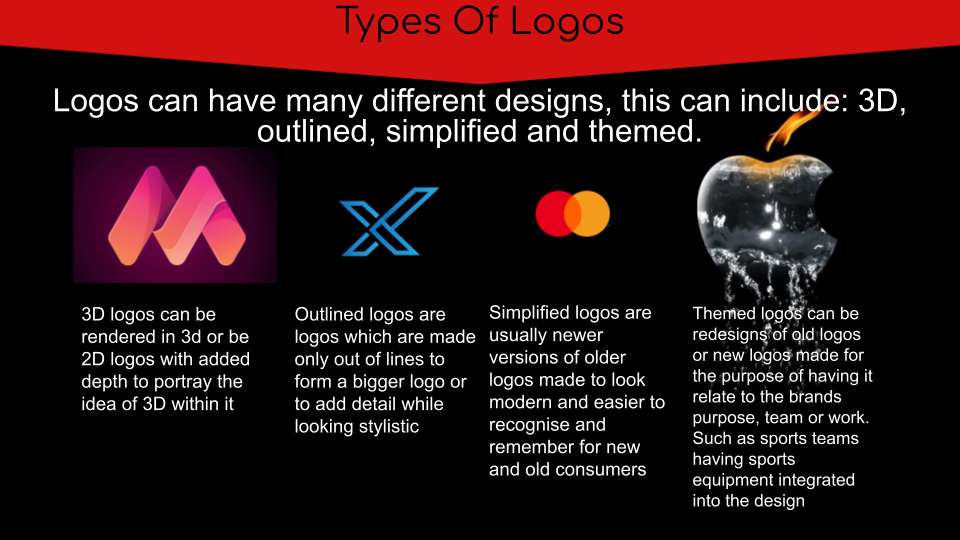 Types Of Logos
Logos can have many different designs, this can include: 3D,
outlined, simplified and themed.
3D logos can be
rendered in 3d or be
2D logos with added
depth to portray the
idea of 3D within it
Outlined logos are
logos which are made
only out of lines to
form a bigger logo or
to add detail while
looking stylistic
Simplified logos are
usually newer
versions of older
logos made to look
modern and easier to
recognise and
remember for new
and old consumers
Themed logos can be
redesigns of old logos
or new logos made for
the purpose of having it
relate to the brands
purpose, team or work.
Such as sports teams
having sports
equipment integrated
into the design